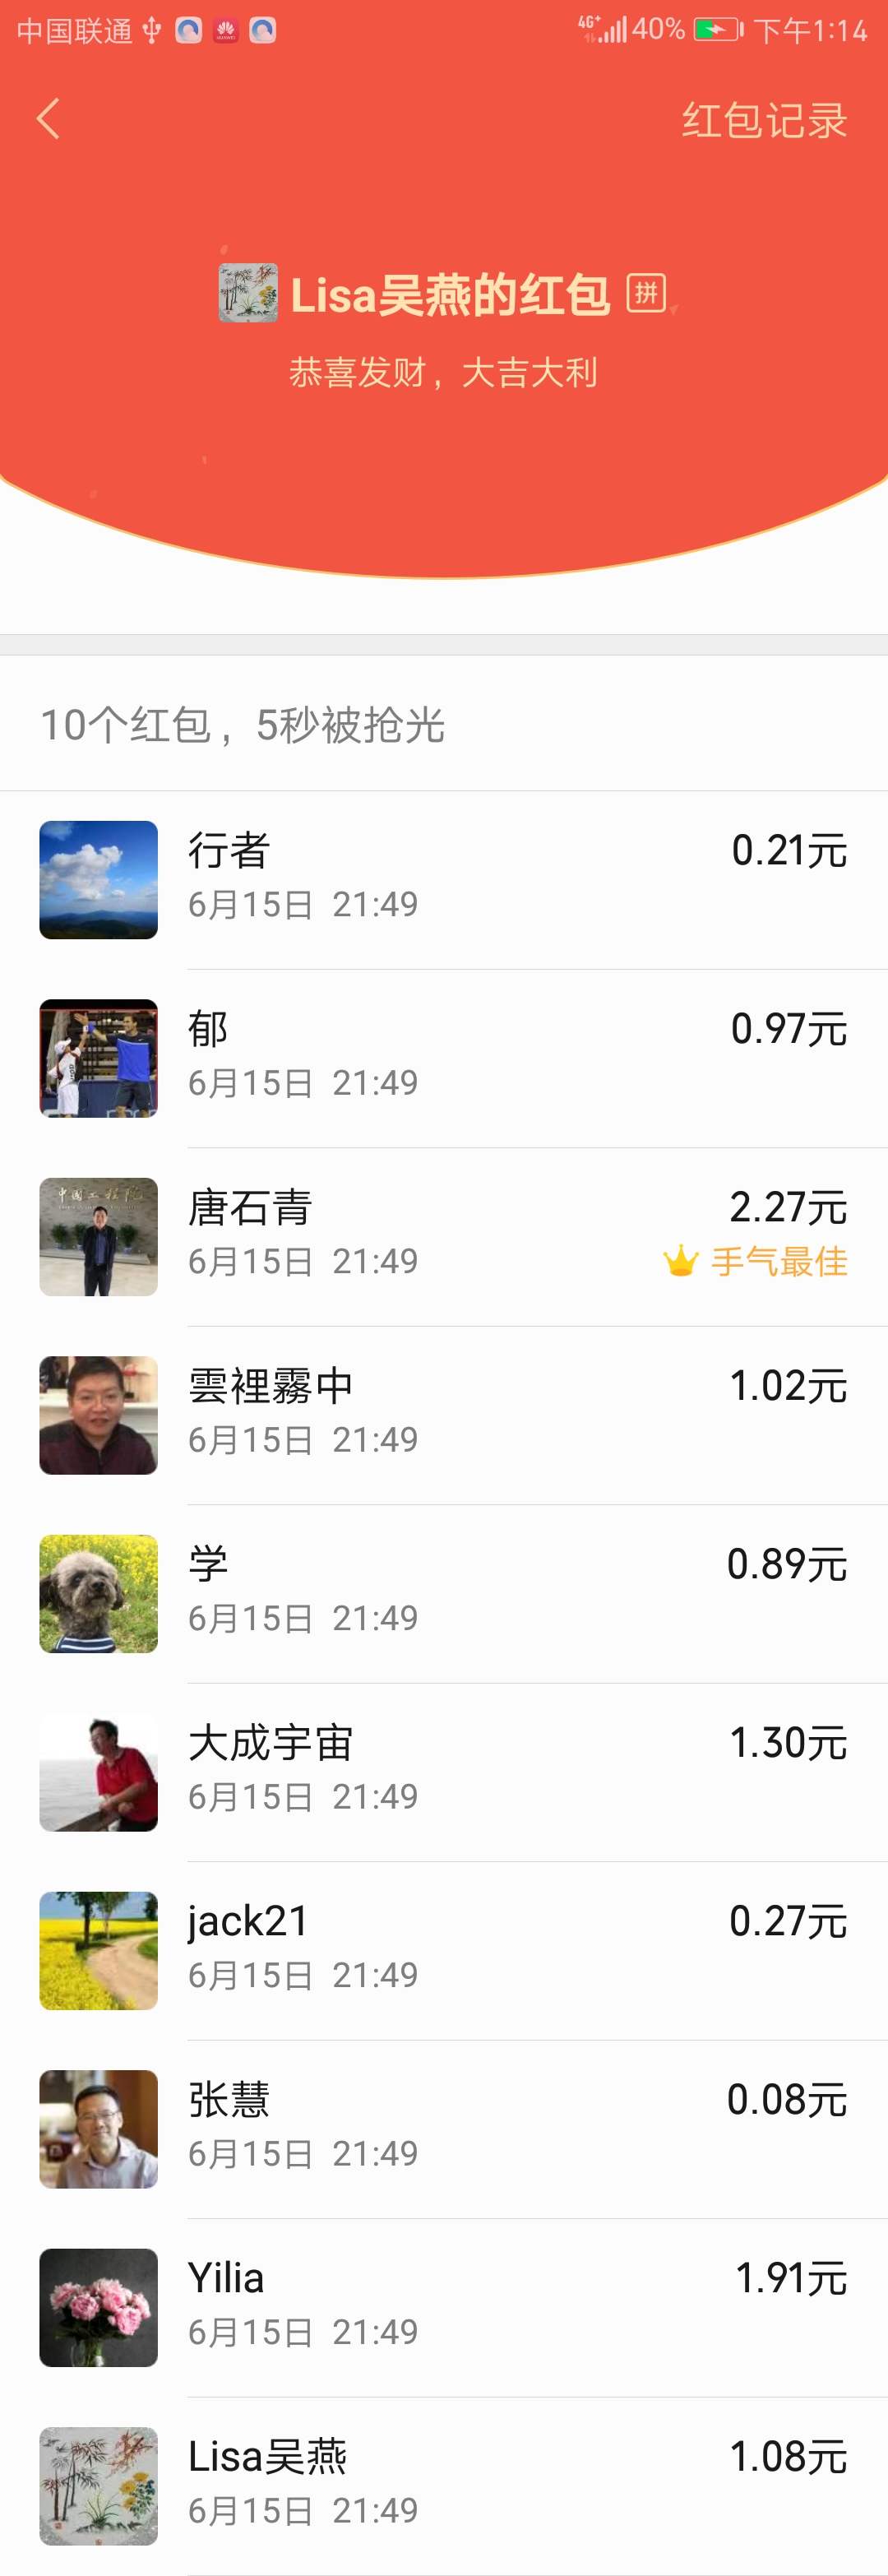 中国联通 4G+ 40% 下午1:14
红包记录
Lisa吴燕的红包 拼
恭喜发财，大吉大利
10个红包，5秒被抢光
行者 0.21元
6月15日 21:49
郁 0.97元
6月15日 21:49
中国工程院
唐石青 2.27元
6月15日 21:49 手气最佳
雲裡霧中 1.02元
6月15日 21:49
学 0.89元
6月15日 21:49
大成宇宙 1.30元
6月15日 21:49
jack21 0.27元
6月15日 21:49
张慧 0.08元
6月15日 21:49
Yilia 1.91元
6月15日 21:49
Lisa吴燕 1.08元
6月15日 21:49